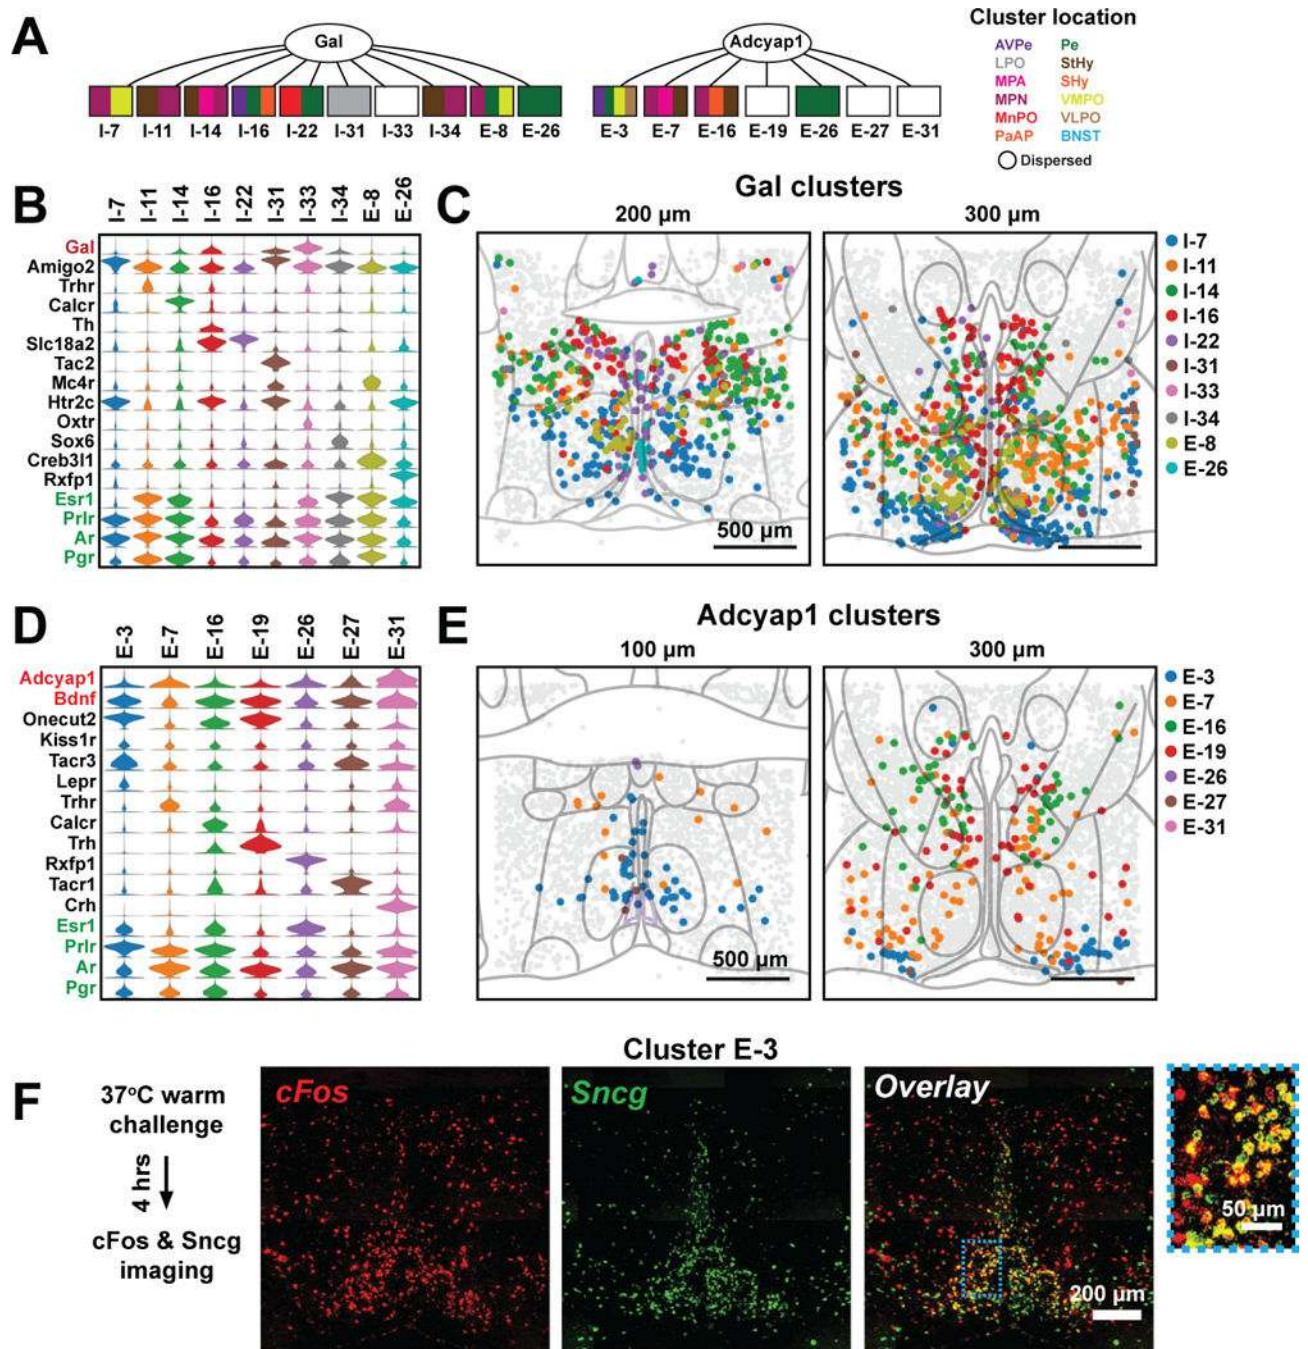 A
Gal
I-7 I-11 I-14 I-16 I-22 I-31 I-33 I-34 E-8 E-26
Adcyap1
E-3 E-7 E-16 E-19 E-26 E-27 E-31
Cluster location
AVPe Pe
LPO StHy
MPA SHy
MPN VMPO
MnPO VLPO
PaAP BNST
Dispersed
B
I-7 I-11 I-14 I-16 I-22 I-31 I-33 I-34 E-8 E-26
Gal
Amigo2
Trhr
Calcr
Th
Slc18a2
Tac2
Mc4r
Htr2c
Oxtr
Sox6
Creb3l1
Rxfp1
Esr1
Prlr
Ar
Pgr
C
Gal clusters
200 µm 300 µm
500 µm
I-7
I-11
I-14
I-16
I-22
I-31
I-33
I-34
E-8
E-26
D
E-3 E-7 E-16 E-19 E-26 E-27 E-31
Adcyap1
Bdnf
Onecut2
Kiss1r
Tacr3
Lepr
Trhr
Calcr
Trh
Rxfp1
Tacr1
Crh
Esr1
Prlr
Ar
Pgr
E
Adcyap1 clusters
100 µm 300 µm
500 µm
E-3
E-7
E-16
E-19
E-26
E-27
E-31
F
Cluster E-3
37°C warm
challenge
4 hrs
cFos & Sncg
imaging
cFos
Sncg
Overlay
200 µm
50 µm